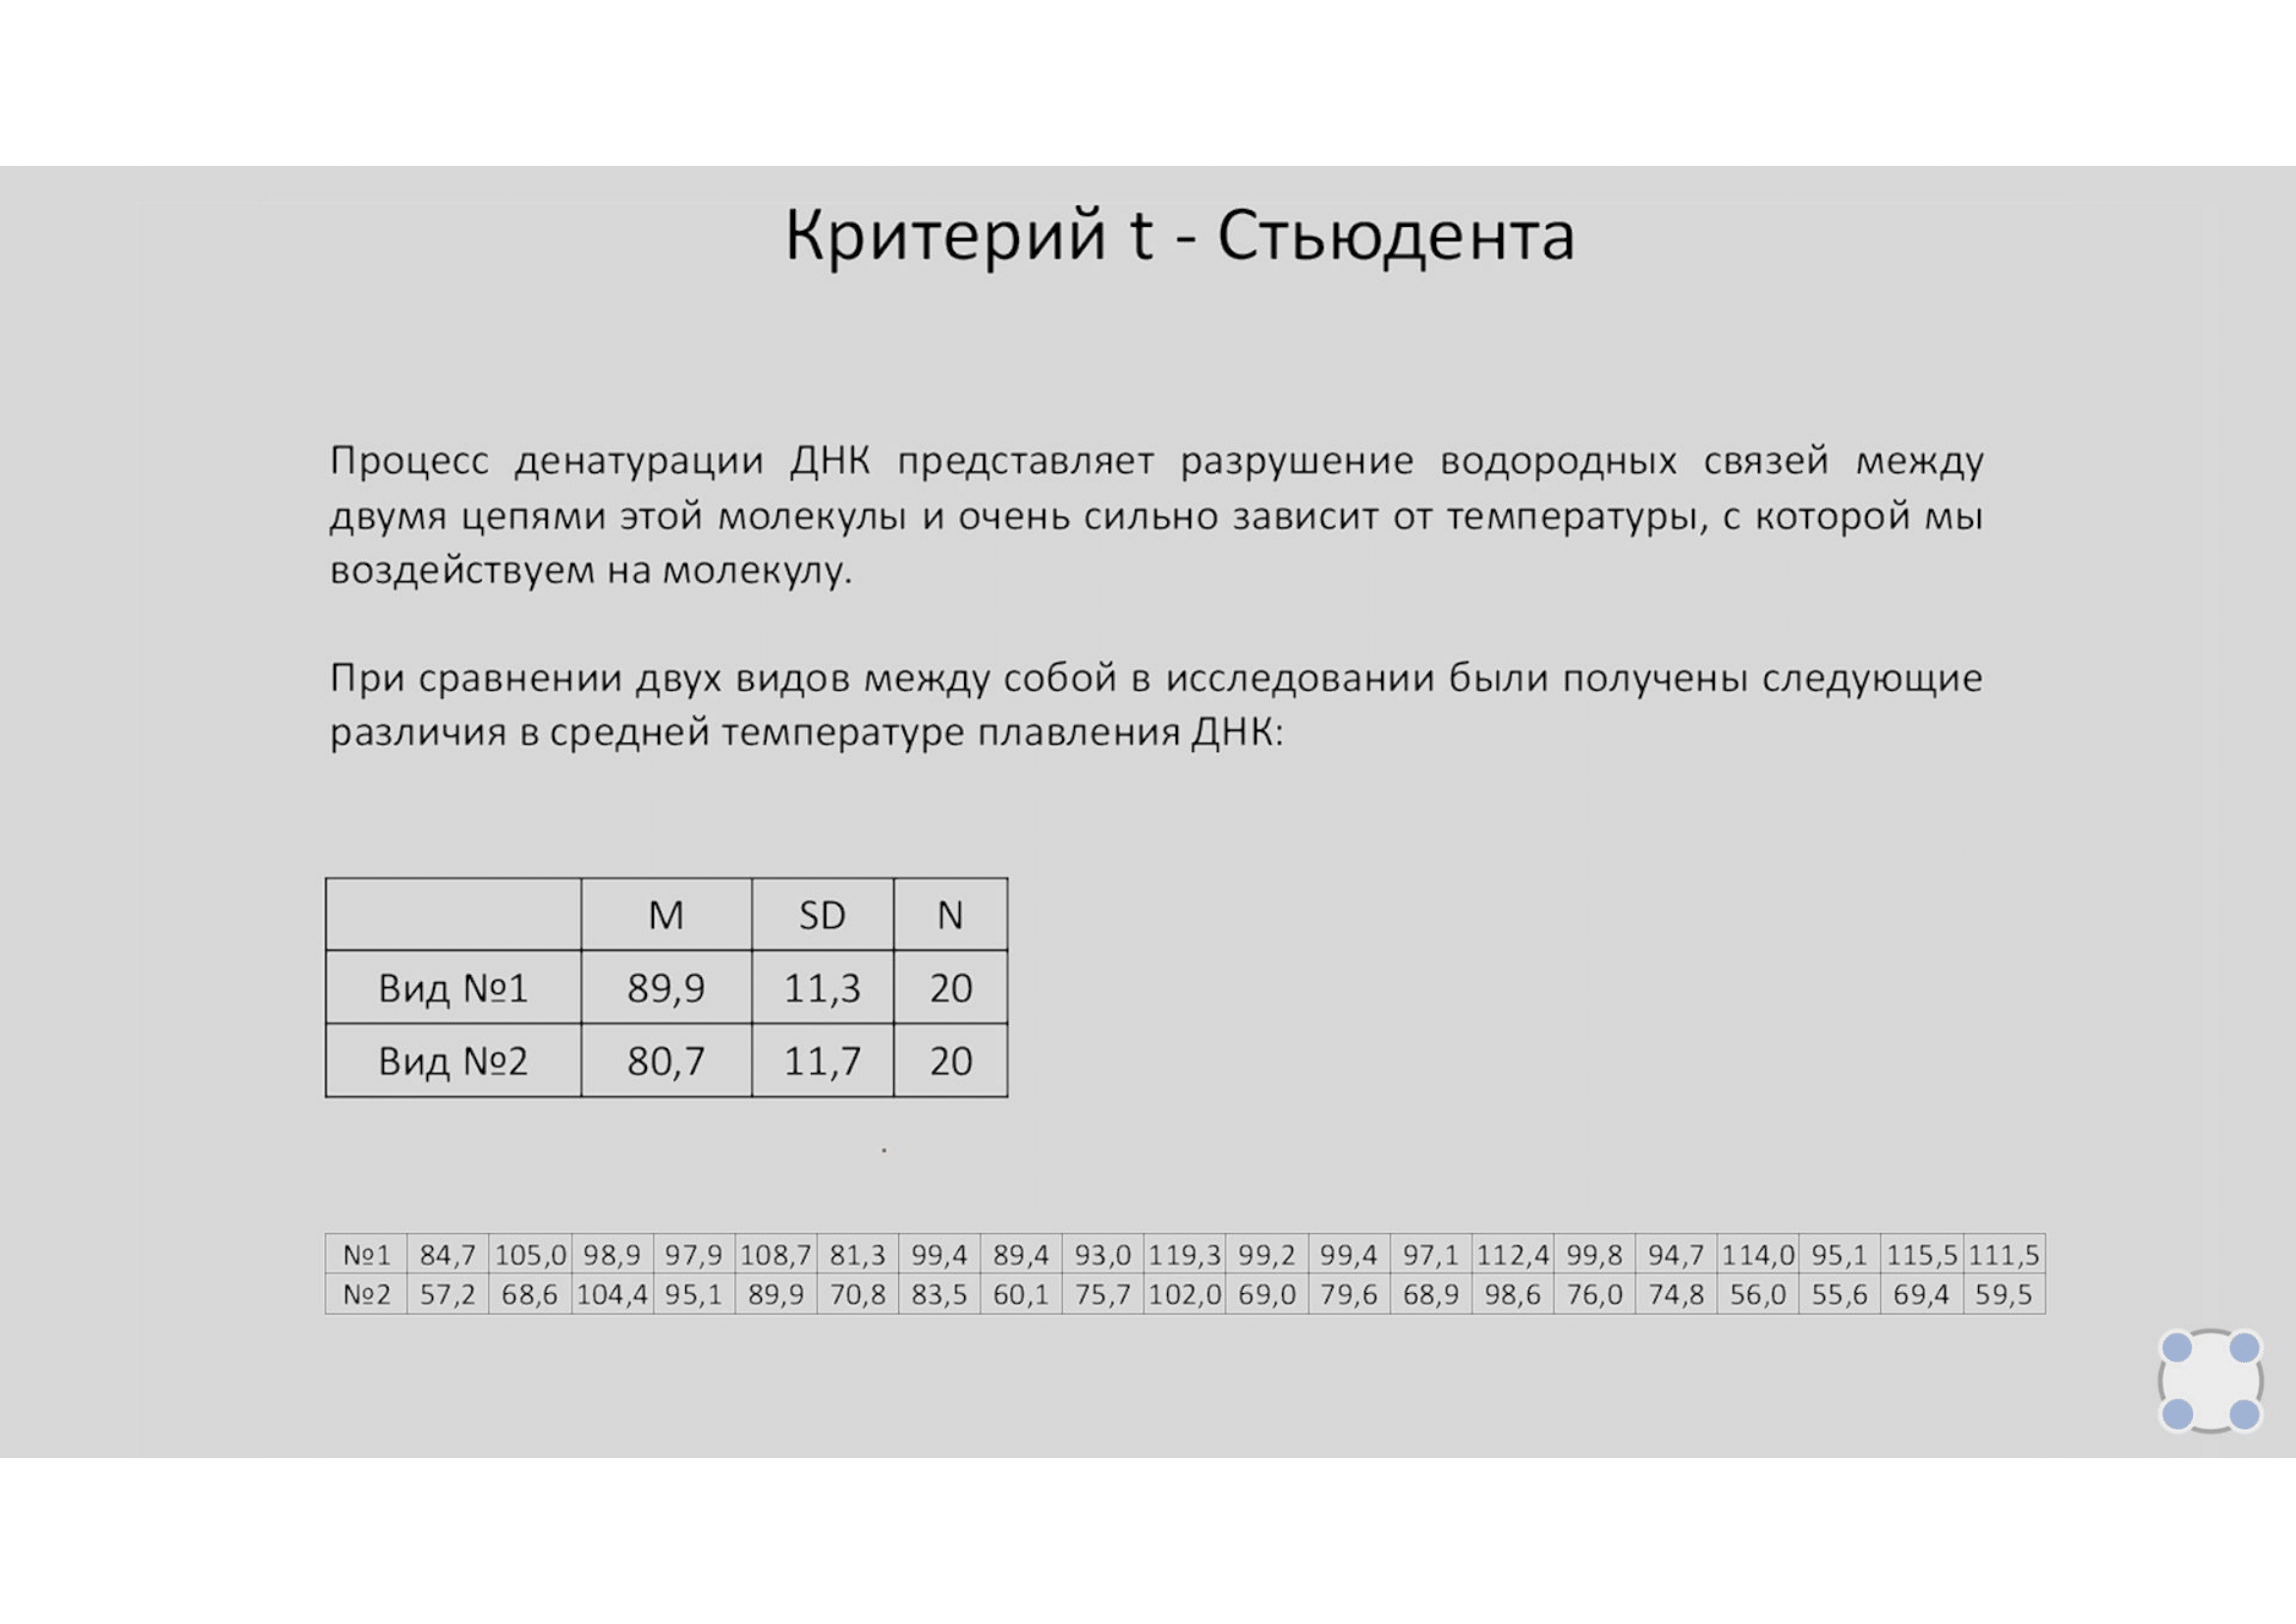 Критерий t - Стьюдента
Процесс денатурации ДНК представляет разрушение водородных связей между
двумя цепями этой молекулы и очень сильно зависит от температуры, с которой мы
воздействуем на молекулу.
При сравнении двух видов между собой в исследовании были получены следующие
различия в средней температуре плавления ДНК:
M SD N
Вид №1 89,9 11,3 20
Вид №2 80,7 11,7 20
№1 84,7 105,0 98,9 97,9 108,7 81,3 99,4 89,4 93,0 119,3 99,2 99,4 97,1 112,4 99,8 94,7 114,0 95,1 115,5 111,5
№2 57,2 68,6 104,4 95,1 89,9 70,8 83,5 60,1 75,7 102,0 69,0 79,6 68,9 98,6 76,0 74,8 56,0 55,6 69,4 59,5